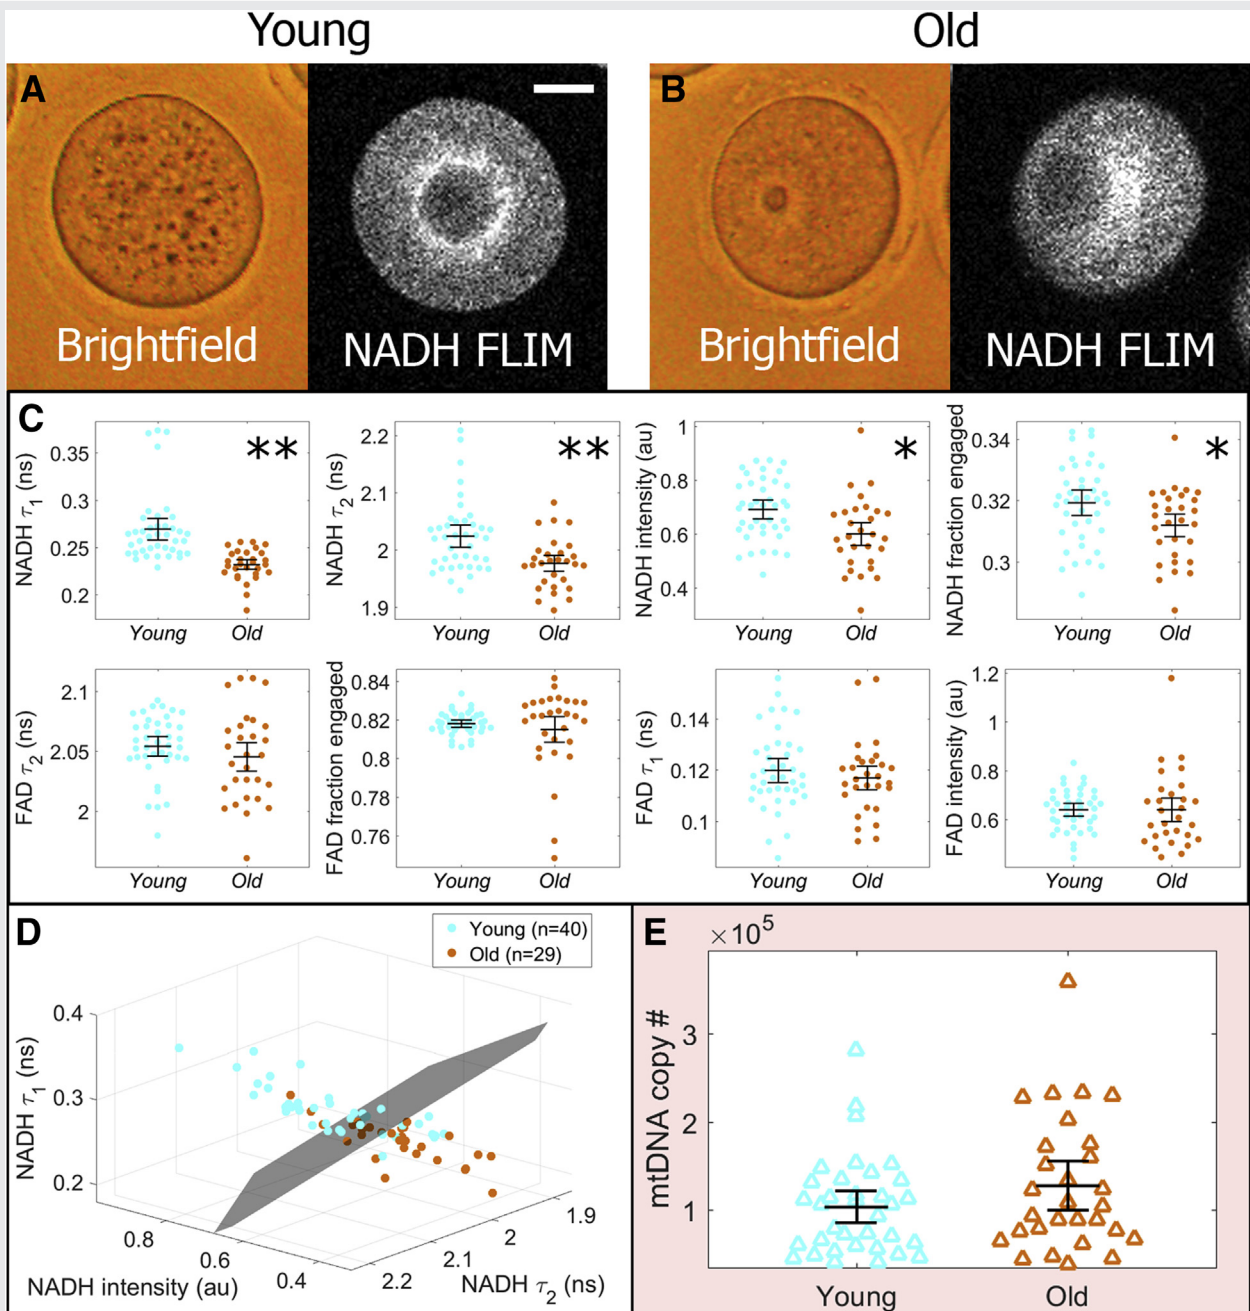 Young
Old
A
Brightfield
NADH FLIM
B
Brightfield
NADH FLIM
C
NADH τ1 (ns)
0.35
0.3
0.25
0.2
**
Young Old
NADH τ2 (ns)
2.2
2.1
2
1.9
**
Young Old
NADH intensity (au)
1
0.8
0.6
0.4
*
Young Old
NADH fraction engaged
0.34
0.32
0.3
*
Young Old
FAD τ2 (ns)
2.1
2.05
2
Young Old
FAD fraction engaged
0.84
0.82
0.8
0.78
0.76
Young Old
FAD τ1 (ns)
0.14
0.12
0.1
Young Old
FAD intensity (au)
1.2
1
0.8
0.6
Young Old
D
Young (n=40)
Old (n=29)
NADH τ1 (ns)
0.4
0.3
0.2
0.8
0.6
0.4
NADH intensity (au)
2.2
2.1
2
1.9
NADH τ2 (ns)
E
×10^5
mtDNA copy #
3
2
1
Young Old